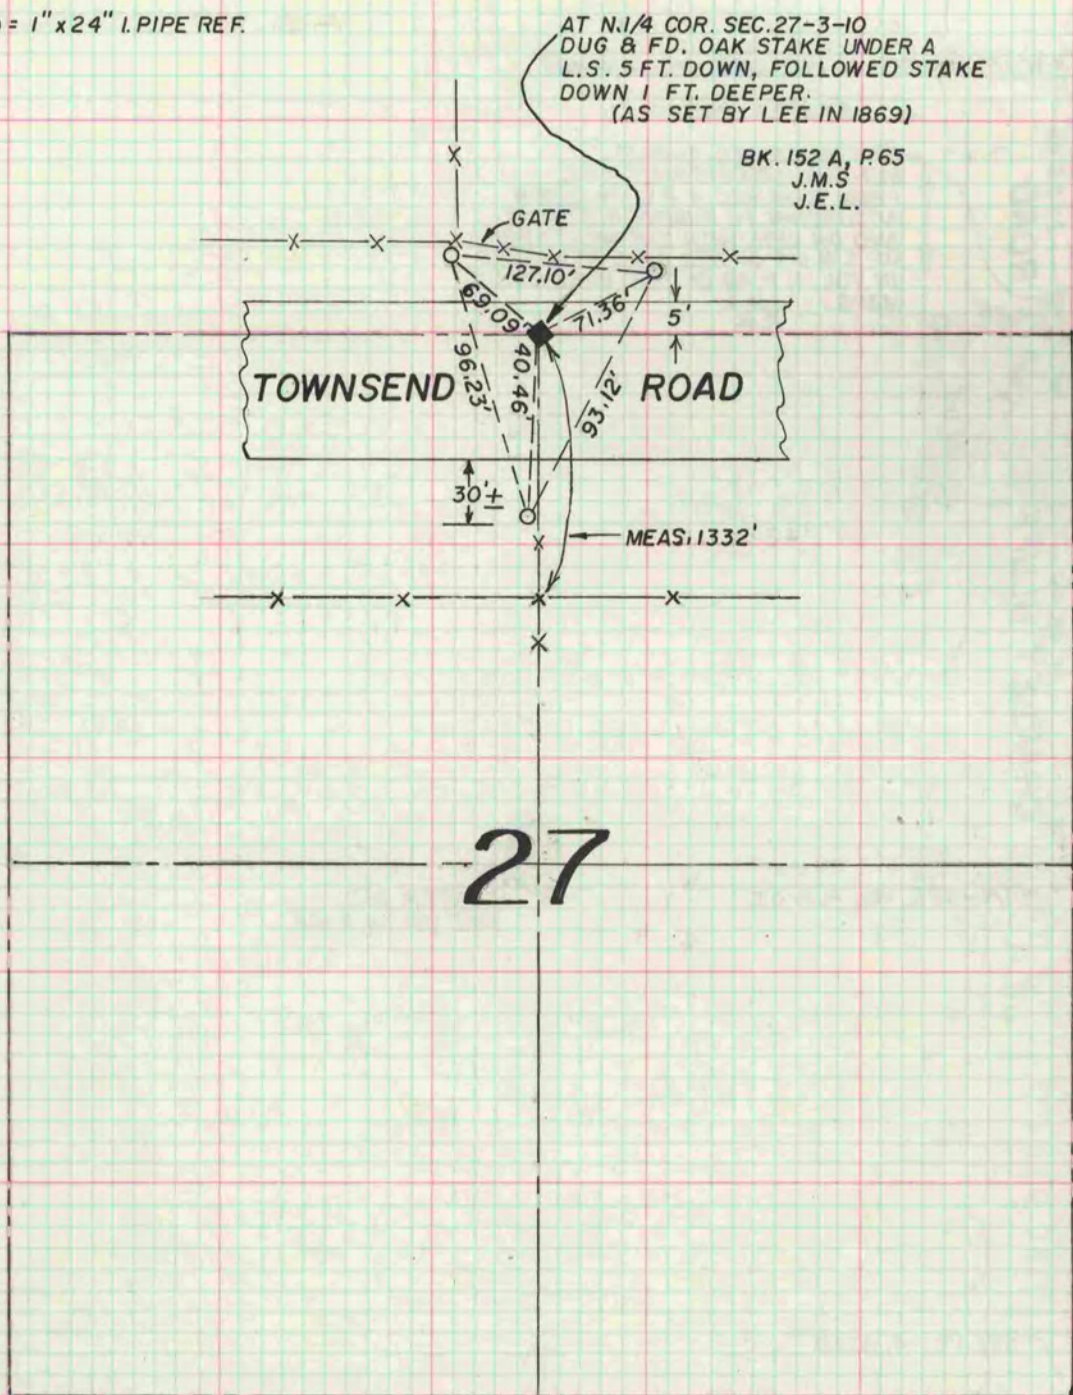 = 1" x 24" I. PIPE REF.
AT N.1/4 COR. SEC. 27-3-10
DUG & FD. OAK STAKE UNDER A
L.S. 5 FT. DOWN, FOLLOWED STAKE
DOWN 1 FT. DEEPER.
(AS SET BY LEE IN 1869)
BK. 152 A, P. 65
J.M.S
J.E.L.
GATE
127.10'
69.09'
71.36'
5'
96.23'
40.46'
93.12'
TOWNSEND ROAD
30'±
MEAS. 1332'
27